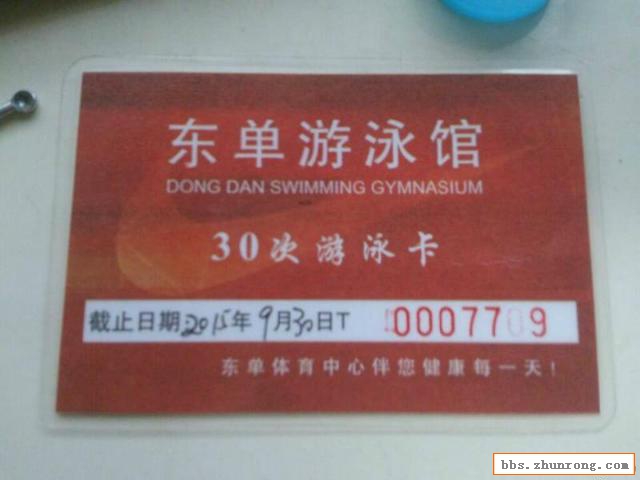 东单游泳馆
DONG DAN SWIMMING GYMNASIUM
30次游泳卡
截止日期:2015年9月30日T 0007709
东单体育中心伴您健康每一天!
bbs.zhunrong.com